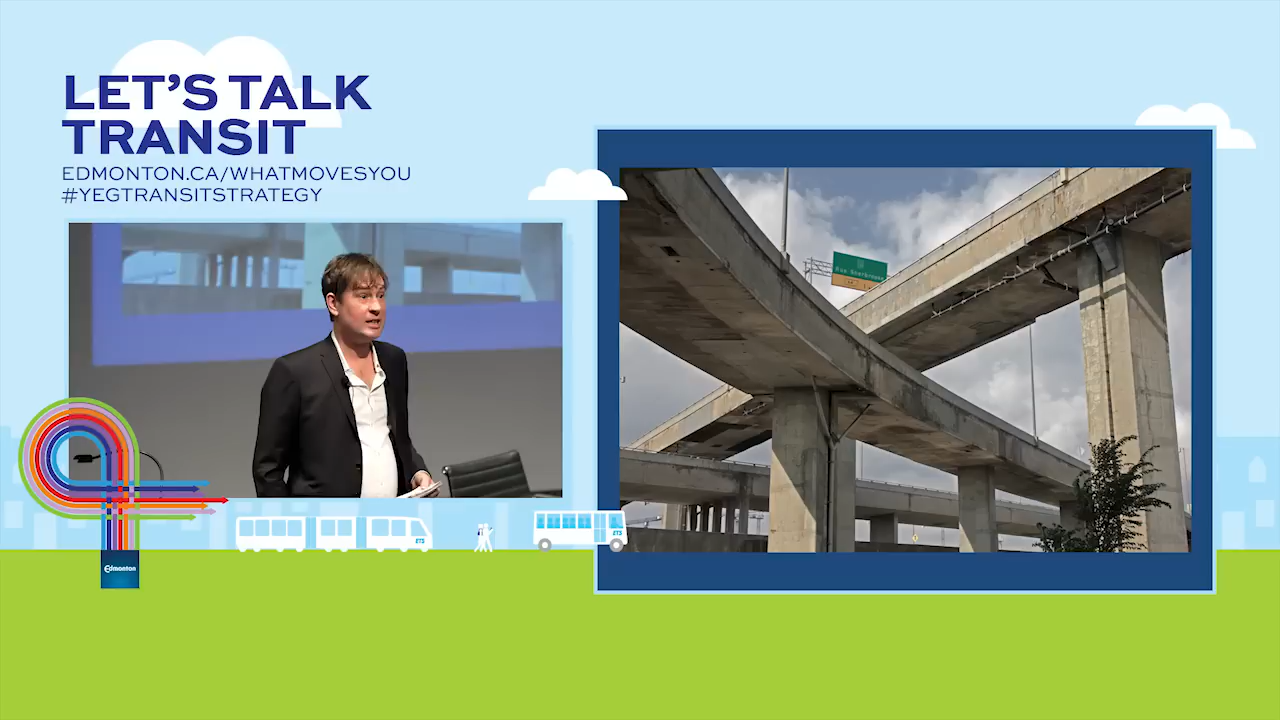 LET'S TALK
TRANSIT
EDMONTON.CA/WHATMOVESYOU
#YEGTRANSITSTRATEGY
Rue Sherbrooke
ETS
ETS
Edmonton